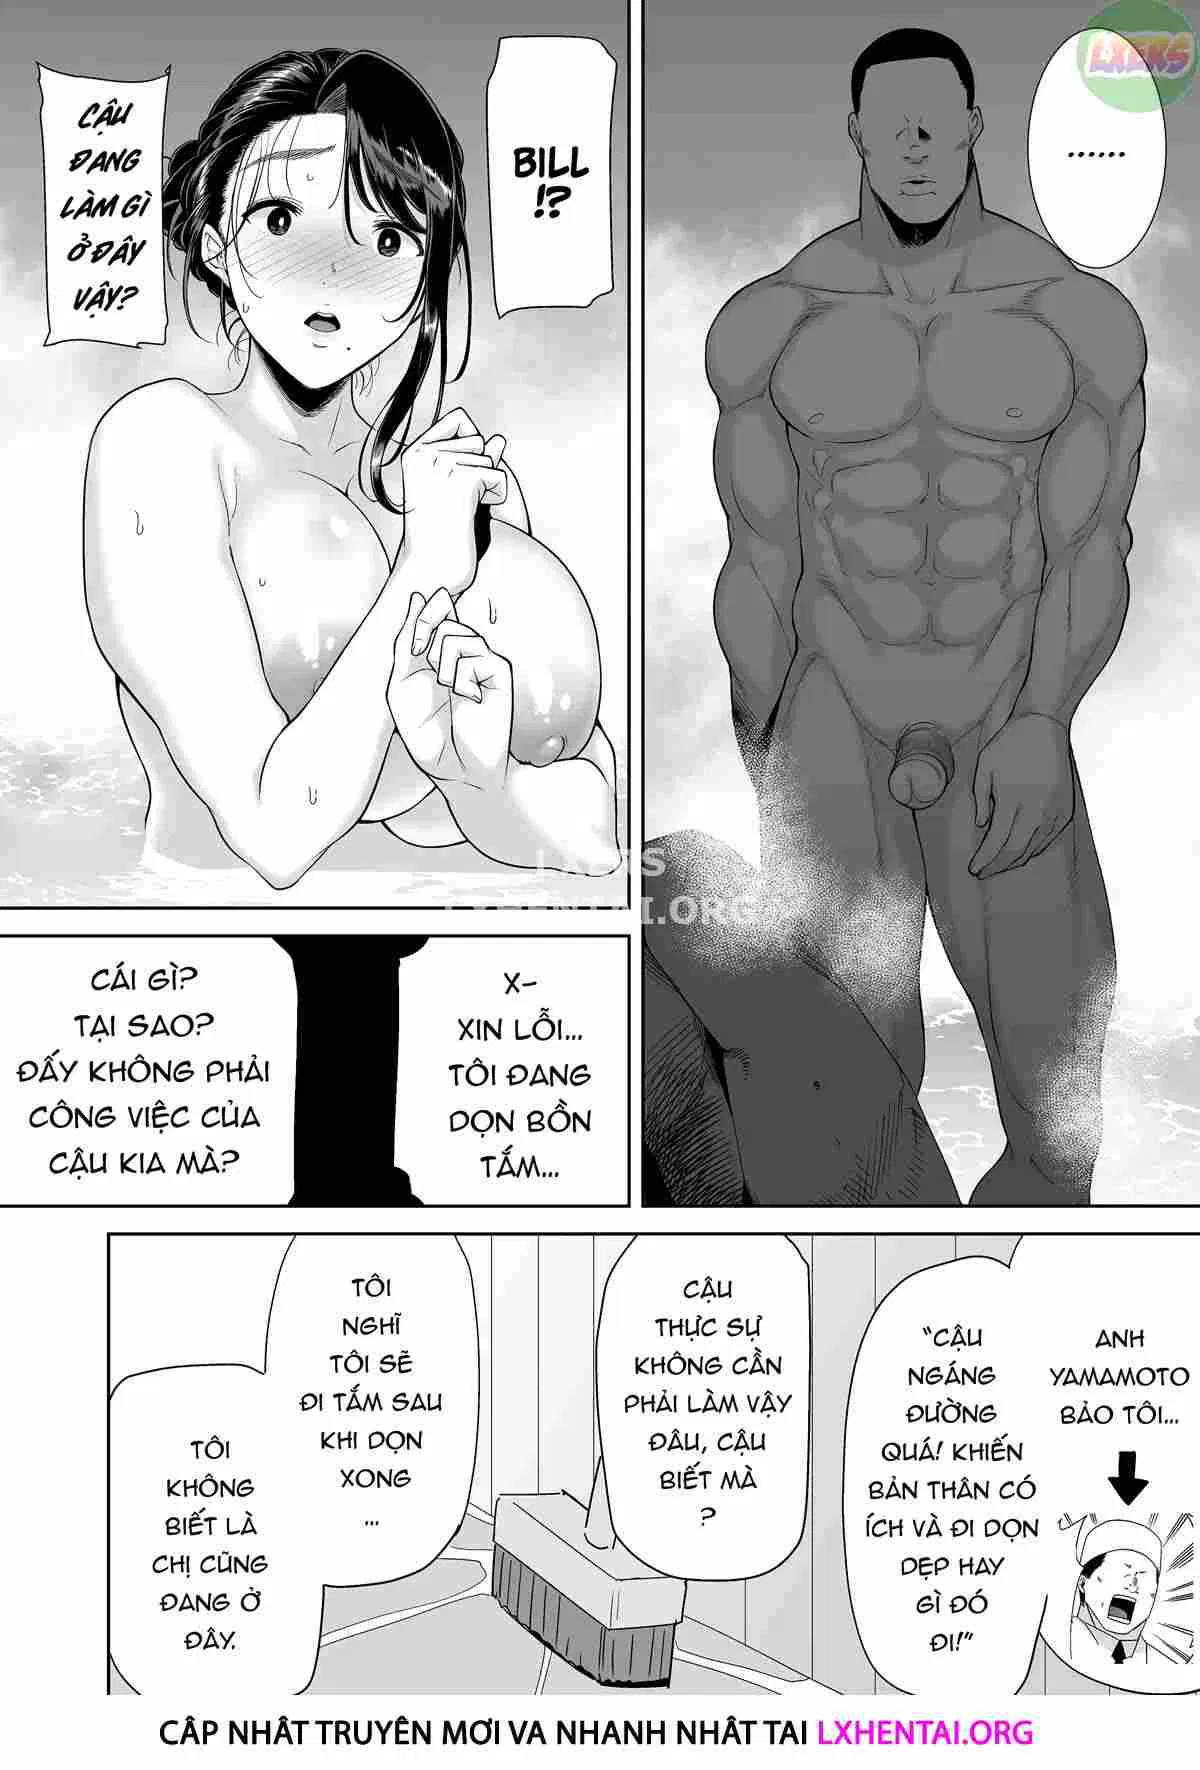 ......
BILL
!?
CẬU
ĐANG
LÀM GÌ
Ở ĐÂY
VẬY?
X-
XIN LỖI...
TÔI ĐANG
DỌN BỒN
TẮM...
CÁI GÌ?
TẠI SAO?
ĐẤY KHÔNG PHẢI
CÔNG VIỆC CỦA
CẬU KIA MÀ?
ANH
YAMAMOTO
BẢO TÔI...
"CẬU
NGÁNG
ĐƯỜNG
QUÁ! KHIẾN
BẢN THÂN CÓ
ÍCH VÀ ĐI DỌN
DẸP HAY
GÌ ĐÓ
ĐI!"
CẬU
THỰC SỰ
KHÔNG CẦN
PHẢI LÀM VẬY
ĐÂU, CẬU
BIẾT MÀ
?
TÔI
NGHĨ
TÔI SẼ
ĐI TẮM SAU
KHI DỌN
XONG
...
TÔI
KHÔNG
BIẾT LÀ
CHỊ CŨNG
ĐANG Ở
ĐÂY.
LXERS
LXERS
LXHENTAI.ORG
CẬP NHẬT TRUYỆN MỚI VÀ NHANH NHẤT TẠI LXHENTAI.ORG